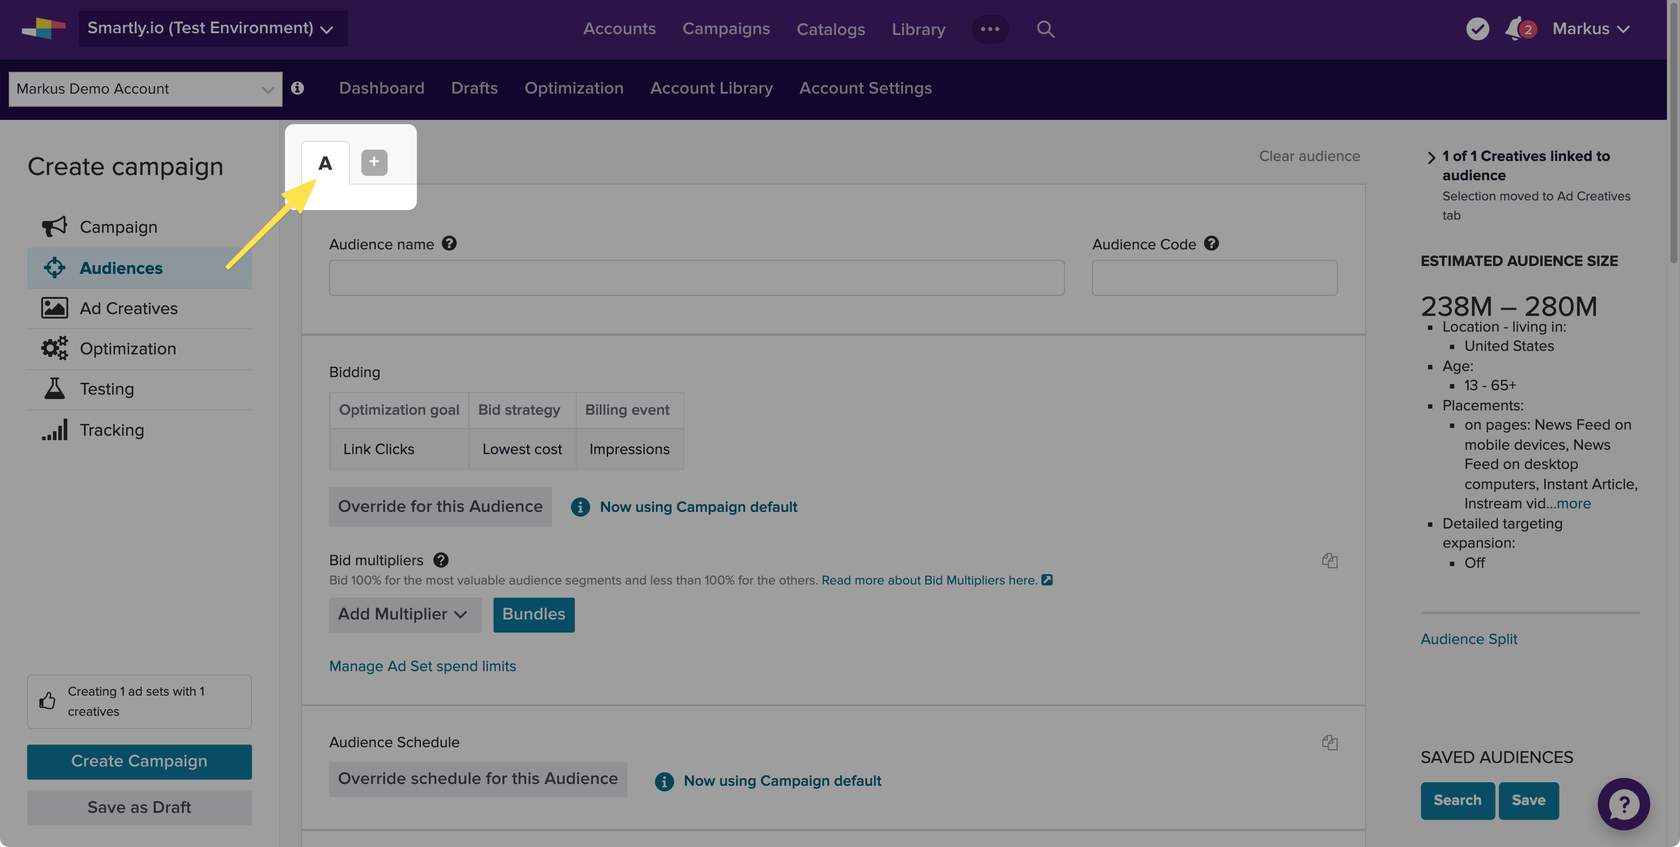 Smartly.io (Test Environment)
Accounts
Campaigns
Catalogs
Library
2
Markus
Markus Demo Account
Dashboard
Drafts
Optimization
Account Library
Account Settings
Create campaign
Campaign
Audiences
Ad Creatives
Optimization
Testing
Tracking
Creating 1 ad sets with 1
creatives
Create Campaign
Save as Draft
A
+
Clear audience
Audience name
Audience Code
Bidding
Optimization goal
Bid strategy
Billing event
Link Clicks
Lowest cost
Impressions
Override for this Audience
Now using Campaign default
Bid multipliers
Bid 100% for the most valuable audience segments and less than 100% for the others. Read more about Bid Multipliers here.
Add Multiplier
Bundles
Manage Ad Set spend limits
Audience Schedule
Override schedule for this Audience
Now using Campaign default
1 of 1 Creatives linked to
audience
Selection moved to Ad Creatives
tab
ESTIMATED AUDIENCE SIZE
238M – 280M
Location - living in:
United States
Age:
13 - 65+
Placements:
on pages: News Feed on
mobile devices, News
Feed on desktop
computers, Instant Article,
Instream vid...more
Detailed targeting
expansion:
Off
Audience Split
SAVED AUDIENCES
Search
Save